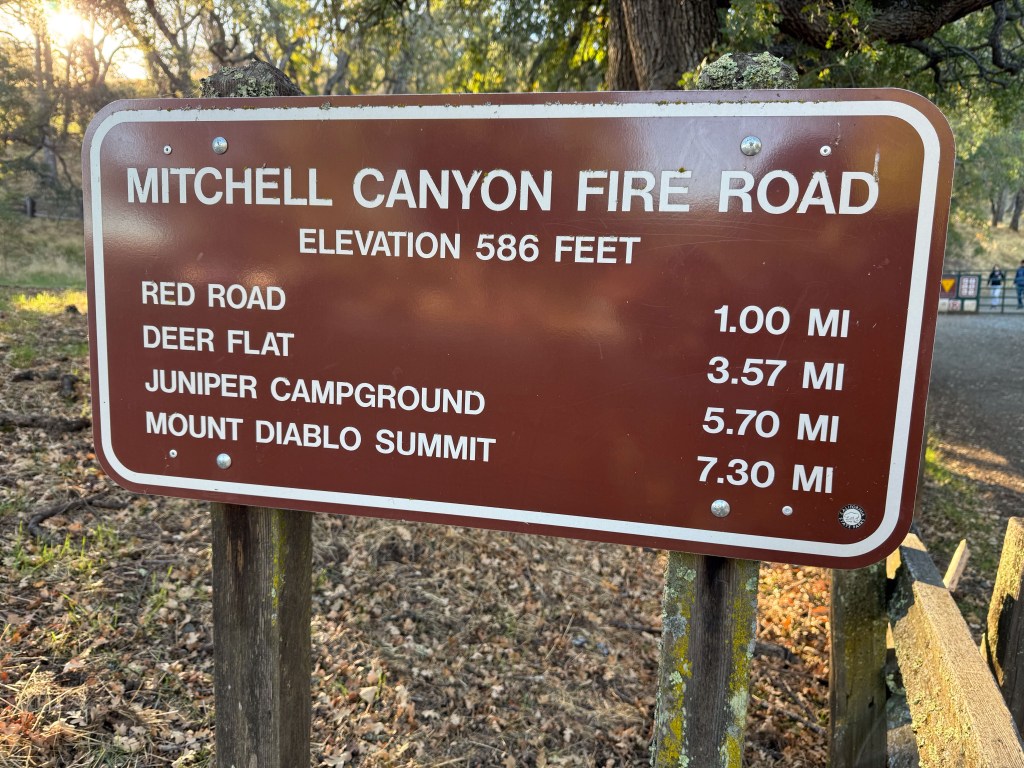 MITCHELL CANYON FIRE ROAD
ELEVATION 586 FEET
RED ROAD 1.00 MI
DEER FLAT 3.57 MI
JUNIPER CAMPGROUND 5.70 MI
MOUNT DIABLO SUMMIT 7.30 MI